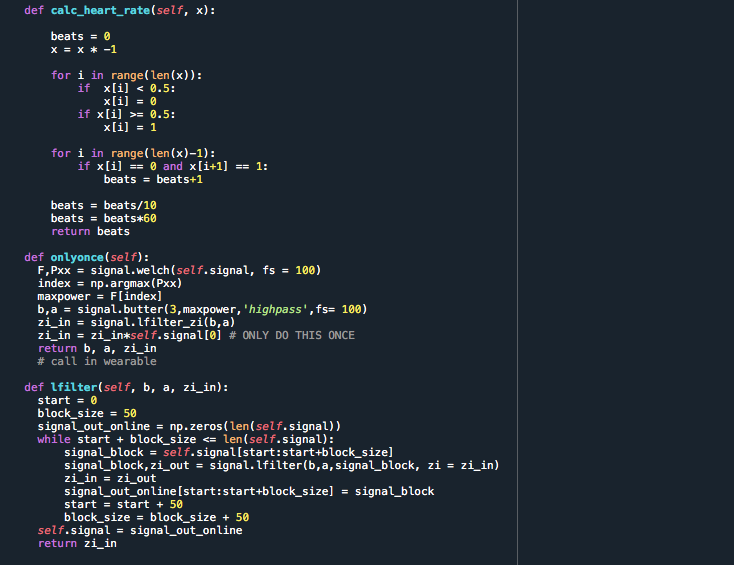 def calc_heart_rate(self, x):
beats = 0
x = x * -1
for i in range(len(x)):
if  x[i] < 0.5:
x[i] = 0
if x[i] >= 0.5:
x[i] = 1
for i in range(len(x)-1):
if x[i] == 0 and x[i+1] == 1:
beats = beats+1
beats = beats/10
beats = beats*60
return beats
def onlyonce(self):
F,Pxx = signal.welch(self.signal, fs = 100)
index = np.argmax(Pxx)
maxpower = F[index]
b,a = signal.butter(3,maxpower,'highpass',fs= 100)
zi_in = signal.lfilter_zi(b,a)
zi_in = zi_in*self.signal[0] # ONLY DO THIS ONCE
return b, a, zi_in
# call in wearable
def lfilter(self, b, a, zi_in):
start = 0
block_size = 50
signal_out_online = np.zeros(len(self.signal))
while start + block_size <= len(self.signal):
signal_block = self.signal[start:start+block_size]
signal_block,zi_out = signal.lfilter(b,a,signal_block, zi = zi_in)
zi_in = zi_out
signal_out_online[start:start+block_size] = signal_block
start = start + 50
block_size = block_size + 50
self.signal = signal_out_online
return zi_in